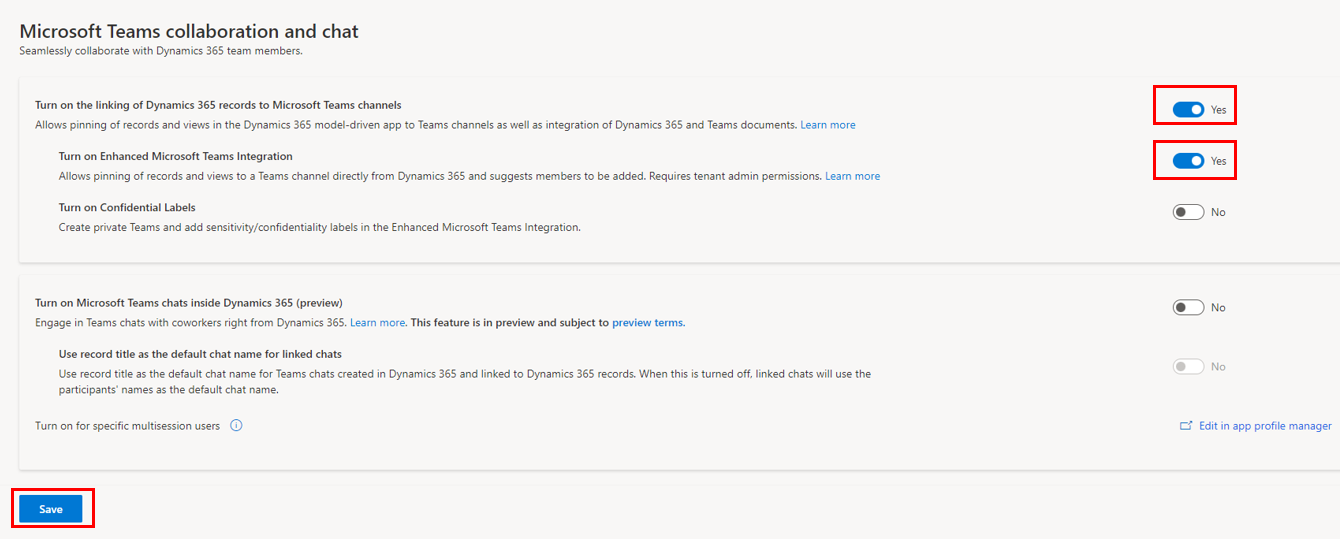 Microsoft Teams collaboration and chat
Seamlessly collaborate with Dynamics 365 team members.
Turn on the linking of Dynamics 365 records to Microsoft Teams channels
Yes
Allows pinning of records and views in the Dynamics 365 model-driven app to Teams channels as well as integration of Dynamics 365 and Teams documents. Learn more
Turn on Enhanced Microsoft Teams Integration
Yes
Allows pinning of records and views to a Teams channel directly from Dynamics 365 and suggests members to be added. Requires tenant admin permissions. Learn more
Turn on Confidential Labels
No
Create private Teams and add sensitivity/confidentiality labels in the Enhanced Microsoft Teams Integration.
Turn on Microsoft Teams chats inside Dynamics 365 (preview)
No
Engage in Teams chats with coworkers right from Dynamics 365. Learn more. This feature is in preview and subject to preview terms.
Use record title as the default chat name for linked chats
No
Use record title as the default chat name for Teams chats created in Dynamics 365 and linked to Dynamics 365 records. When this is turned off, linked chats will use the
participants' names as the default chat name.
Turn on for specific multisession users
Edit in app profile manager
Save